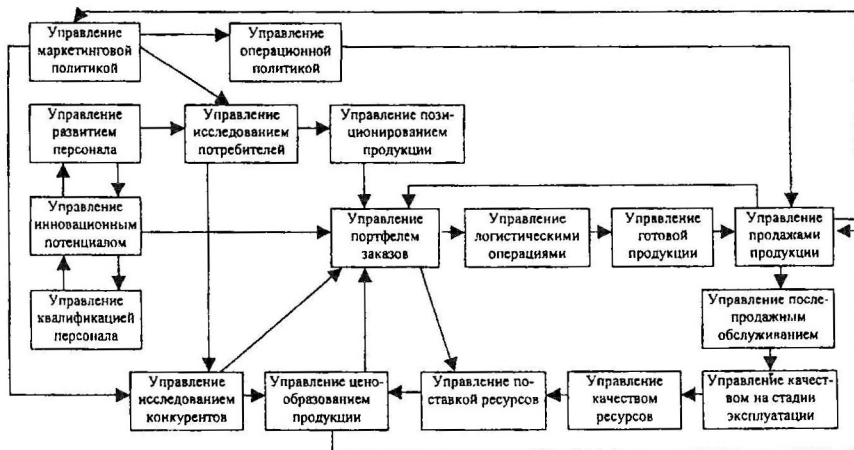 Управление
маркетинговой
политикой
Управление
операционной
политикой
Управление
развитием
персонала
Управление
исследованием
потребителей
Управление пози-
ционированием
продукции
Управление
инновационным
потенциалом
Управление
портфелем
заказов
Управление
логистическими
операциями
Управление
готовой
продукции
Управление
продажами
продукции
Управление
квалификацией
персонала
Управление после-
продажным
обслуживанием
Управление
исследованием
конкурентов
Управление цено-
образованием
продукции
Управление по-
ставкой ресурсов
Управление
качеством
ресурсов
Управление качест-
вом на стадии
эксплуатации